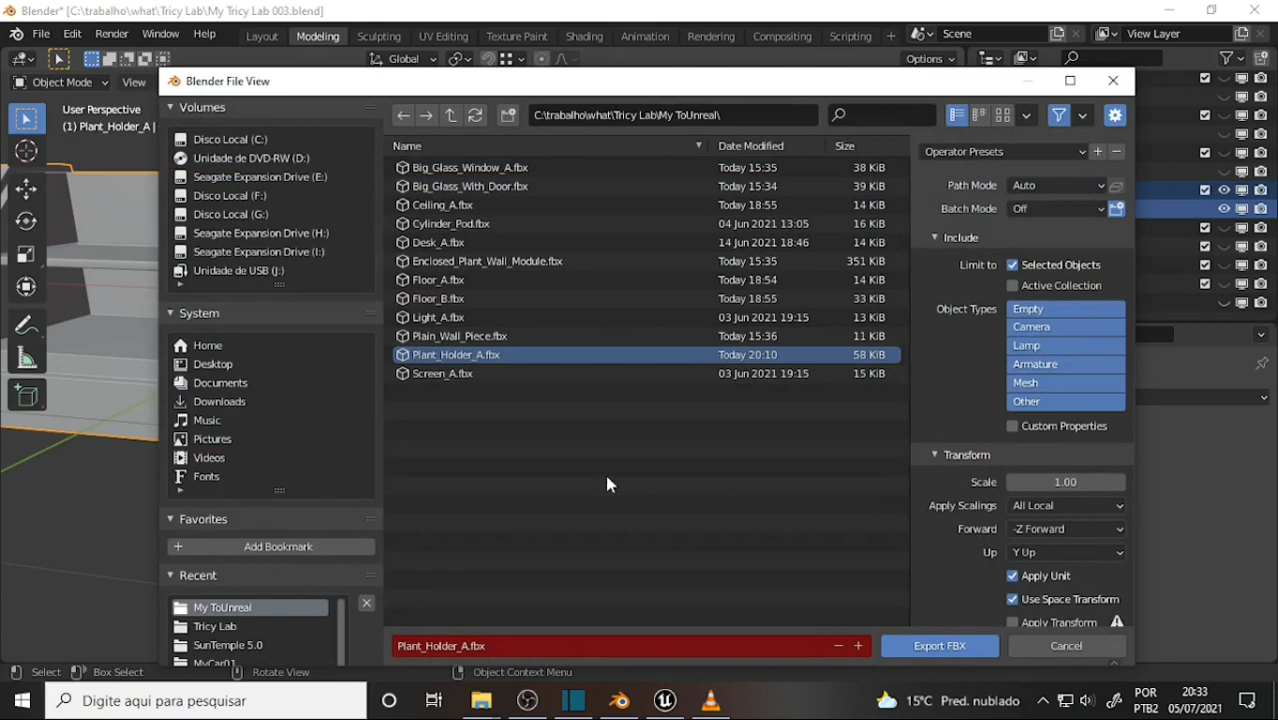 Blender* [C:\trabalho\what\Tricy Lab\My Tricy Lab 003.blend]
File Edit Render Window Help Layout Modeling Sculpting UV Editing Texture Paint Shading Animation Rendering Compositing Scripting + Scene View Layer
Global Options
Object Mode View
Blender File View
User Perspective
(1) Plant_Holder_A |
Volumes
Disco Local (C:)
Unidade de DVD-RW (D:)
Seagate Expansion Drive (E:)
Disco Local (F:)
Disco Local (G:)
Seagate Expansion Drive (H:)
Seagate Expansion Drive (I:)
Unidade de USB (J:)
System
Home
Desktop
Documents
Downloads
Music
Pictures
Videos
Fonts
Favorites
Add Bookmark
Recent
My ToUnreal
Tricy Lab
SunTemple 5.0
MyCar01
C:\trabalho\what\Tricy Lab\My ToUnreal\
Name Date Modified Size
Big_Glass_Window_A.fbx Today 15:35 38 KiB
Big_Glass_With_Door.fbx Today 15:34 39 KiB
Ceiling_A.fbx Today 18:55 14 KiB
Cylinder_Pod.fbx 04 Jun 2021 13:05 16 KiB
Desk_A.fbx 14 Jun 2021 18:46 14 KiB
Enclosed_Plant_Wall_Module.fbx Today 15:35 351 KiB
Floor_A.fbx Today 18:54 14 KiB
Floor_B.fbx Today 18:55 33 KiB
Light_A.fbx 03 Jun 2021 19:15 13 KiB
Plain_Wall_Piece.fbx Today 15:36 11 KiB
Plant_Holder_A.fbx Today 20:10 58 KiB
Screen_A.fbx 03 Jun 2021 19:15 15 KiB
Plant_Holder_A.fbx
Operator Presets
Path Mode Auto
Batch Mode Off
Include
Limit to Selected Objects
Active Collection
Object Types Empty
Camera
Lamp
Armature
Mesh
Other
Custom Properties
Transform
Scale 1.00
Apply Scalings All Local
Forward -Z Forward
Up Y Up
Apply Unit
Use Space Transform
Apply Transform
Export FBX Cancel
Select Box Select Rotate View Object Context Menu
Digite aqui para pesquisar
15°C Pred. nublado
POR
PTB2
20:33
05/07/2021